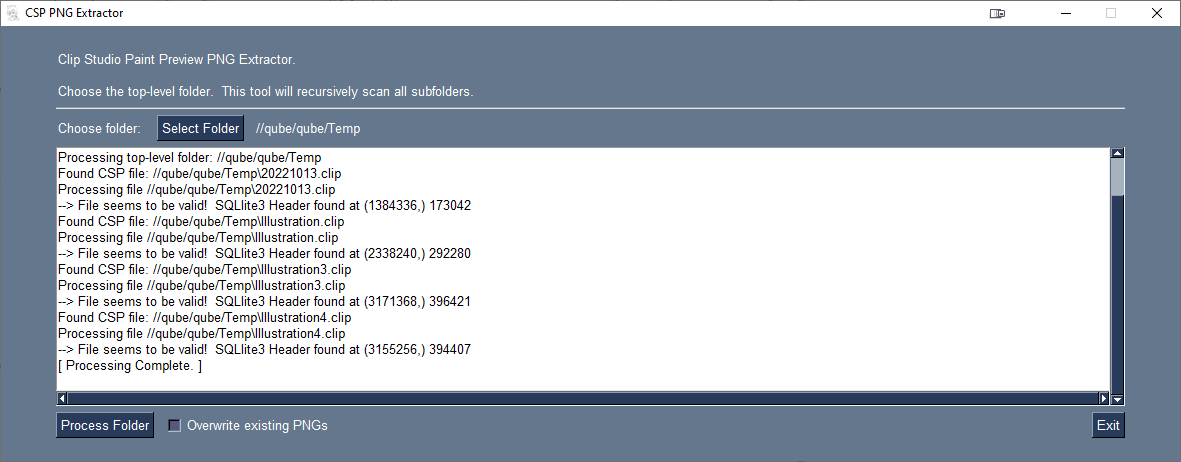 CSP PNG Extractor
Clip Studio Paint Preview PNG Extractor.
Choose the top-level folder.  This tool will recursively scan all subfolders.
Choose folder: Select Folder //qube/qube/Temp
Processing top-level folder: //qube/qube/Temp
Found CSP file: //qube/qube/Temp\20221013.clip
Processing file //qube/qube/Temp\20221013.clip
--> File seems to be valid!  SQLlite3 Header found at (1384336,) 173042
Found CSP file: //qube/qube/Temp\Illustration.clip
Processing file //qube/qube/Temp\Illustration.clip
--> File seems to be valid!  SQLlite3 Header found at (2338240,) 292280
Found CSP file: //qube/qube/Temp\Illustration3.clip
Processing file //qube/qube/Temp\Illustration3.clip
--> File seems to be valid!  SQLlite3 Header found at (3171368,) 396421
Found CSP file: //qube/qube/Temp\Illustration4.clip
Processing file //qube/qube/Temp\Illustration4.clip
--> File seems to be valid!  SQLlite3 Header found at (3155256,) 394407
[ Processing Complete. ]
Process Folder Overwrite existing PNGs Exit